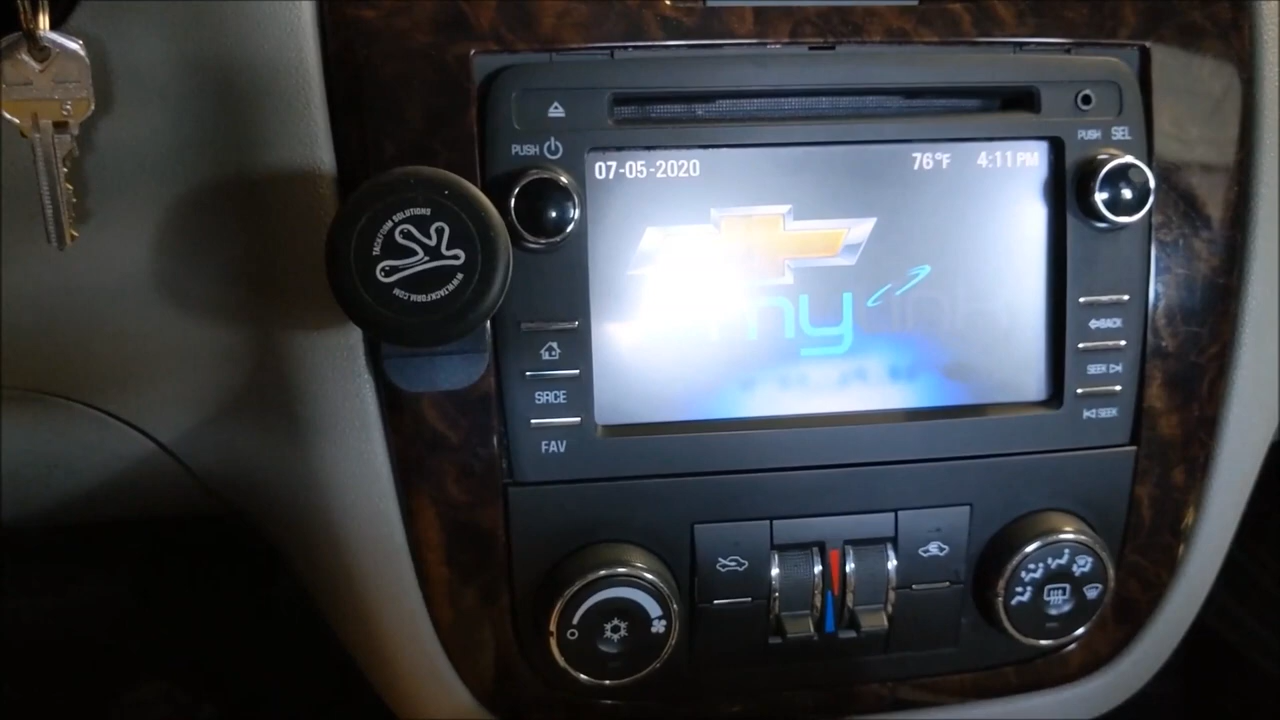 PUSH
PUSH SEL
07-05-2020 76°F 4:11 PM
TACKFORM SOLUTIONS
WWW.TACKFORM.COM
my
BACK
SEEK
SRCE
SEEK
FAV